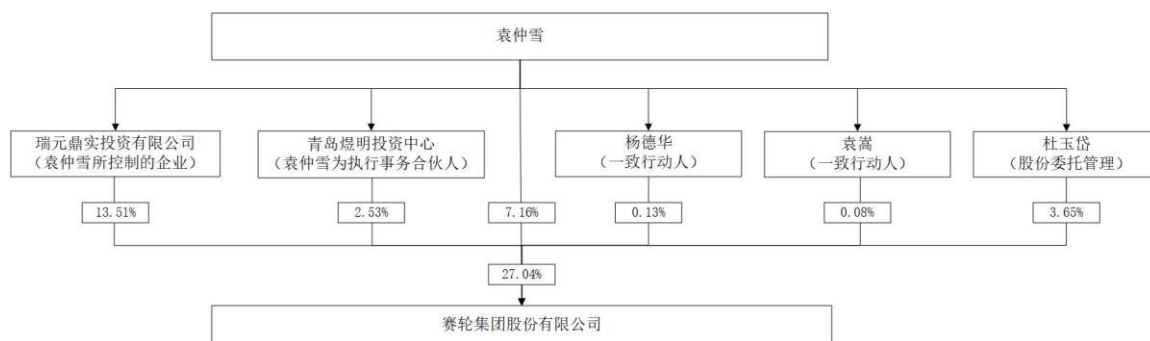 袁仲雪
瑞元鼎实投资有限公司
（袁仲雪所控制的企业）
青岛煜明投资中心
（袁仲雪为执行事务合伙人）
杨德华
（一致行动人）
袁嵩
（一致行动人）
杜玉岱
（股份委托管理）
13.51%
2.53%
7.16%
0.13%
0.08%
3.65%
27.04%
赛轮集团股份有限公司